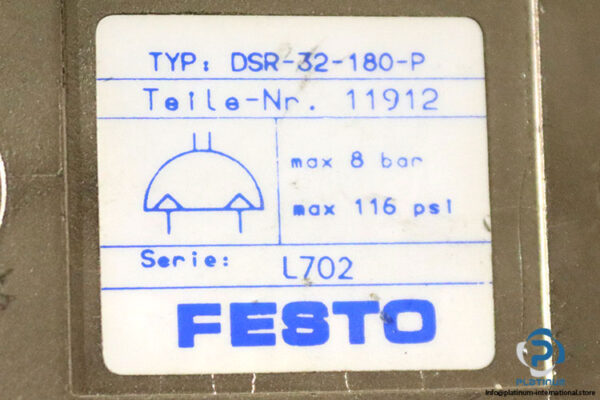 TYP: DSR-32-180-P
Teile-Nr. 11912
max 8 bar
max 116 psi
Serie: L702
FESTO
PLATINUM
info@platinum-international.store